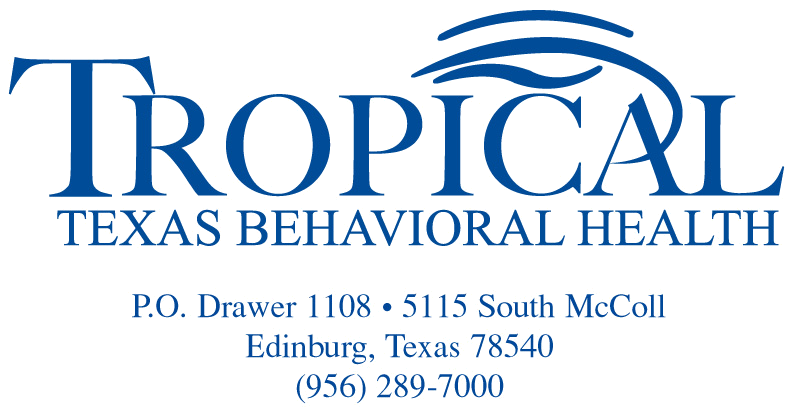 TROPICAL
TEXAS BEHAVIORAL HEALTH
P.O. Drawer 1108 • 5115 South McColl
Edinburg, Texas 78540
(956) 289-7000